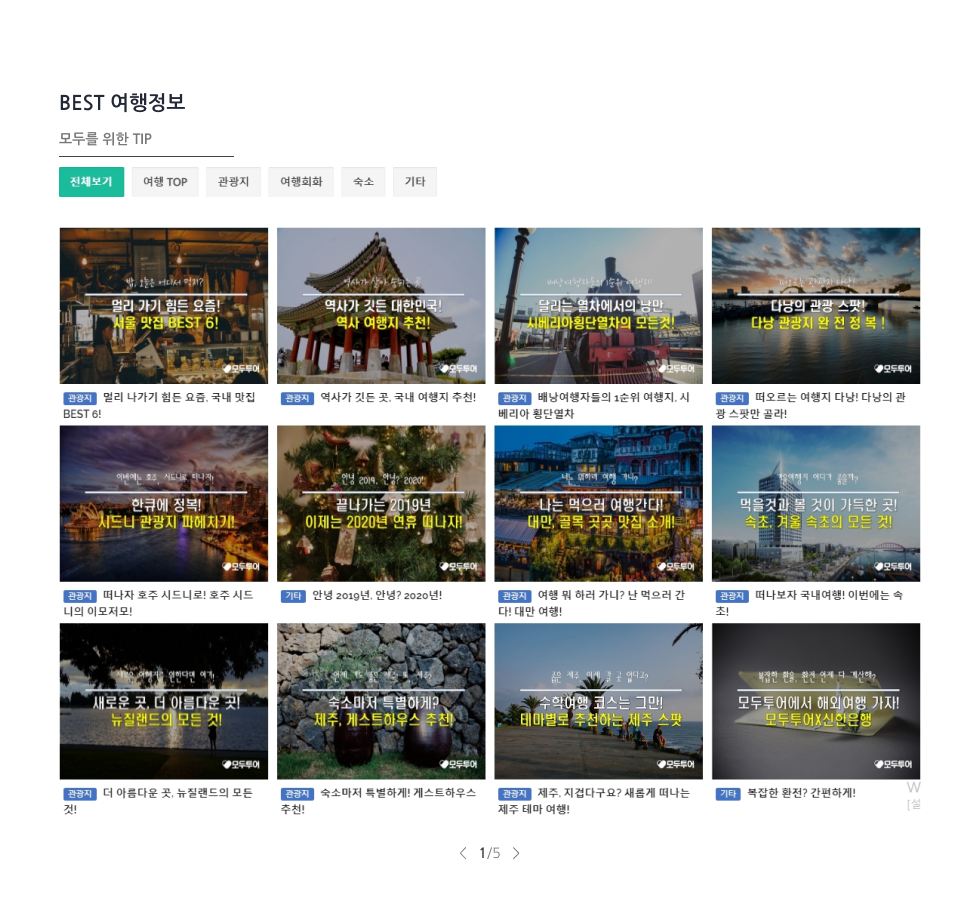 BEST 여행정보
모두를 위한 TIP
전체보기 여행 TOP 관광지 여행회화 숙소 기타
밥, 오늘은 어디서 먹지?
멀리 가기 힘든 요즘!
서울 맛집 BEST 6!
모두투어
역사가 살아 숨쉬는 곳
역사가 깃든 대한민국!
역사 여행지 추천!
모두투어
배낭여행자들의 1순위 여행지!
달리는 열차에서의 낭만
시베리아횡단열차의 모든것!
모두투어
다낭의 관광 스팟!
다낭 관광지 완 전 정 복 !
모두투어
관광지 멀리 나가기 힘든 요즘, 국내 맛집
BEST 6!
관광지 역사가 깃든 곳, 국내 여행지 추천!
관광지 배낭여행자들의 1순위 여행지, 시
베리아 횡단열차
관광지 떠오르는 여행지 다낭! 다낭의 관
광 스팟만 골라!
이번에는 호주 시드니로 떠나자!
한큐에 정복!
시드니 관광지 파헤치기!
모두투어
안녕 2019, 안녕? 2020!
끝나가는 2019년
이제는 2020년 연휴 떠나자!
모두투어
나는 먹으러 여행간다!
대만, 골목 곳곳 맛집 소개!
모두투어
먹을것과 볼 것이 가득한 곳!
속초, 겨울 속초의 모든 것!
모두투어
관광지 떠나자 호주 시드니로! 호주 시드
니의 이모저모!
기타 안녕 2019년, 안녕? 2020년!
관광지 여행 뭐 하러 가니? 난 먹으러 간
다! 대만 여행!
관광지 떠나보자 국내여행! 이번에는 속
초!
새로운 곳, 더 아름다운 곳!
뉴질랜드의 모든 것!
모두투어
숙소마저 특별하게?
제주, 게스트하우스 추천!
모두투어
수학여행 코스는 그만!
테마별로 추천하는 제주 스팟
모두투어
복잡한 환율, 환전 언제 다 계산해?
모두투어에서 해외여행 가자!
모두투어X신한은행
모두투어
관광지 더 아름다운 곳, 뉴질랜드의 모든
것!
관광지 숙소마저 특별하게! 게스트하우스
추천!
관광지 제주, 지겹다구요? 새롭게 떠나는
제주 테마 여행!
기타 복잡한 환전? 간편하게!
W
[설
1/5